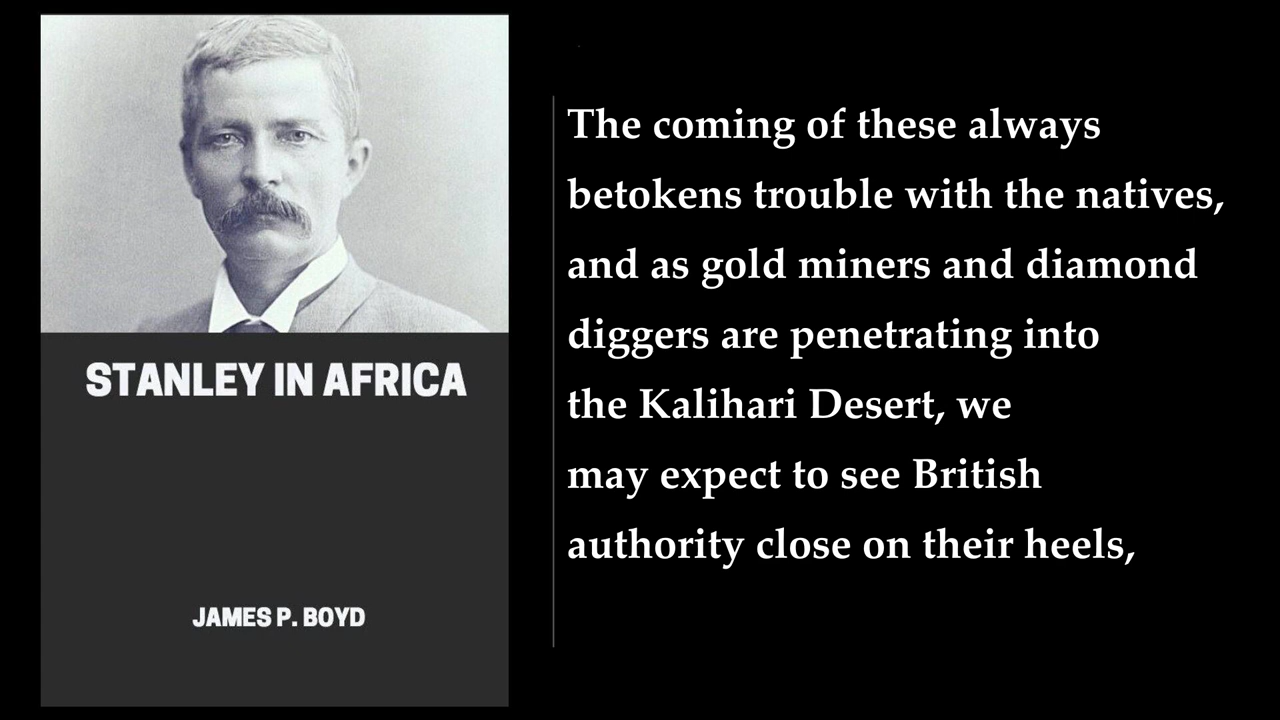 STANLEY IN AFRICA
JAMES P. BOYD
The coming of these always
betokens trouble with the natives,
and as gold miners and diamond
diggers are penetrating into
the Kalihari Desert, we
may expect to see British
authority close on their heels,